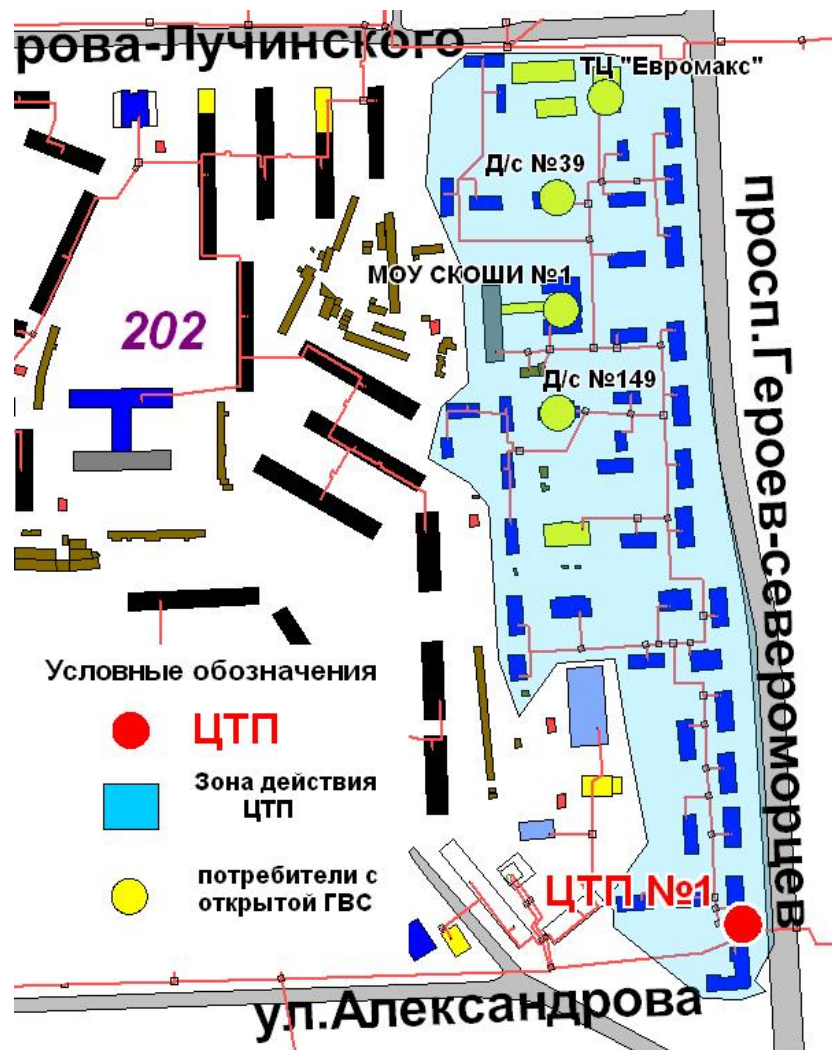 рова-Лучинского
ТЦ "Евромакс"
Д/с №39
просп.Героев-североморцев
МОУ СКОШИ №1
202
Д/с №149
Условные обозначения
ЦТП
Зона действия
ЦТП
потребители с
открытой ГВС
ЦТП №1
ул.Александрова